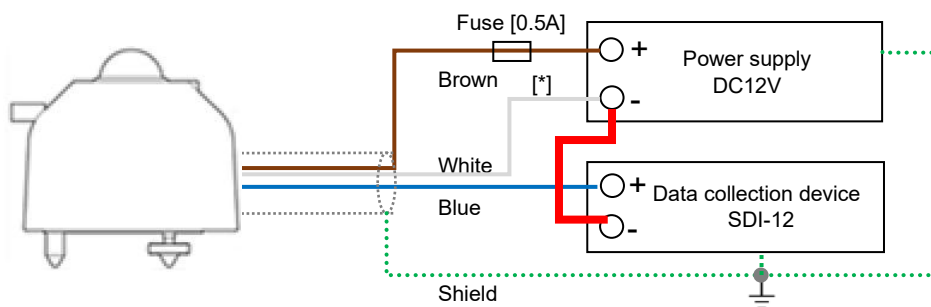 Fuse [0.5A]
+
Power supply
DC12V
Brown
[*]
-
White
+
Data collection device
SDI-12
Blue
-
Shield